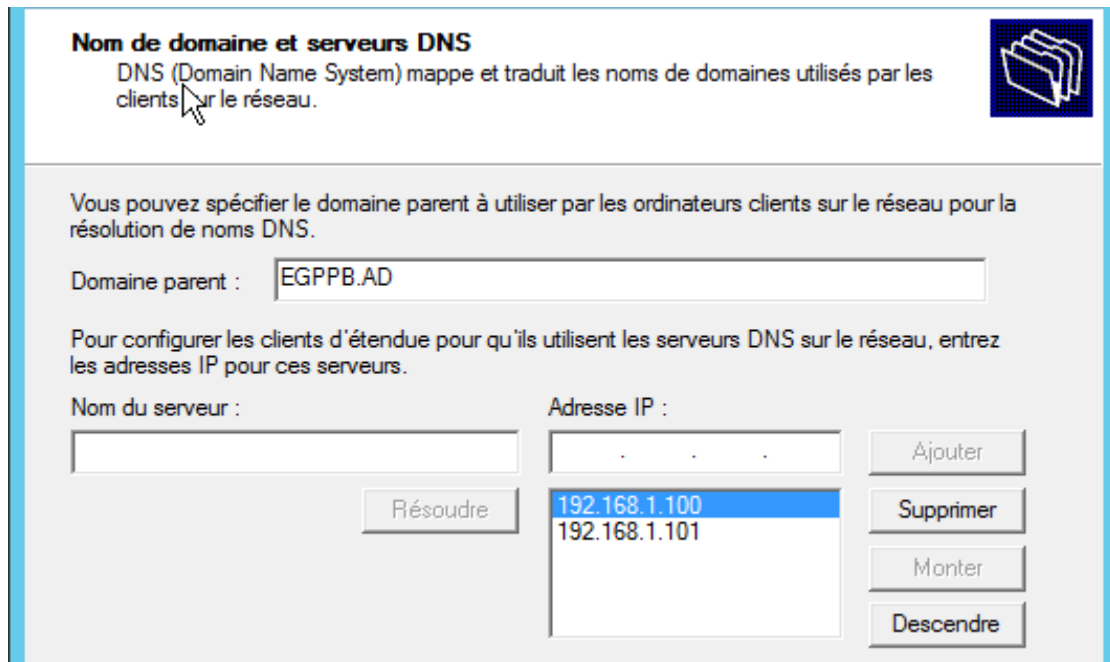 Nom de domaine et serveurs DNS
DNS (Domain Name System) mappe et traduit les noms de domaines utilisés par les
clients sur le réseau.
Vous pouvez spécifier le domaine parent à utiliser par les ordinateurs clients sur le réseau pour la
résolution de noms DNS.
Domaine parent : EGPPB.AD
Pour configurer les clients d'étendue pour qu'ils utilisent les serveurs DNS sur le réseau, entrez
les adresses IP pour ces serveurs.
Nom du serveur : Adresse IP :
Ajouter
Résoudre 192.168.1.100 Supprimer
192.168.1.101
Monter
Descendre